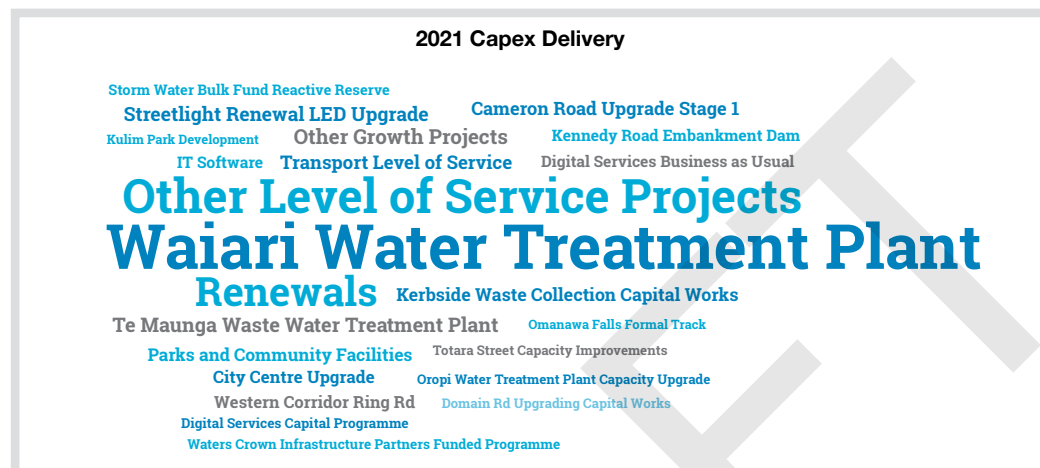 2021 Capex Delivery
Storm Water Bulk Fund Reactive Reserve
Streetlight Renewal LED Upgrade
Cameron Road Upgrade Stage 1
Kulim Park Development
Other Growth Projects
Kennedy Road Embankment Dam
IT Software
Transport Level of Service
Digital Services Business as Usual
Other Level of Service Projects
Waiari Water Treatment Plant
Renewals
Kerbside Waste Collection Capital Works
Te Maunga Waste Water Treatment Plant
Omanawa Falls Formal Track
Parks and Community Facilities
Totara Street Capacity Improvements
City Centre Upgrade
Oropi Water Treatment Plant Capacity Upgrade
Western Corridor Ring Rd
Domain Rd Upgrading Capital Works
Digital Services Capital Programme
Waters Crown Infrastructure Partners Funded Programme
ET